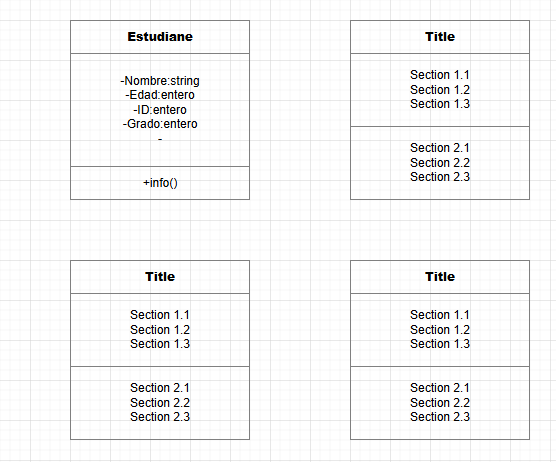 Estudiane
-Nombre:string
-Edad:entero
-ID:entero
-Grado:entero
-
+info()
Title
Section 1.1
Section 1.2
Section 1.3
Section 2.1
Section 2.2
Section 2.3
Title
Section 1.1
Section 1.2
Section 1.3
Section 2.1
Section 2.2
Section 2.3
Title
Section 1.1
Section 1.2
Section 1.3
Section 2.1
Section 2.2
Section 2.3